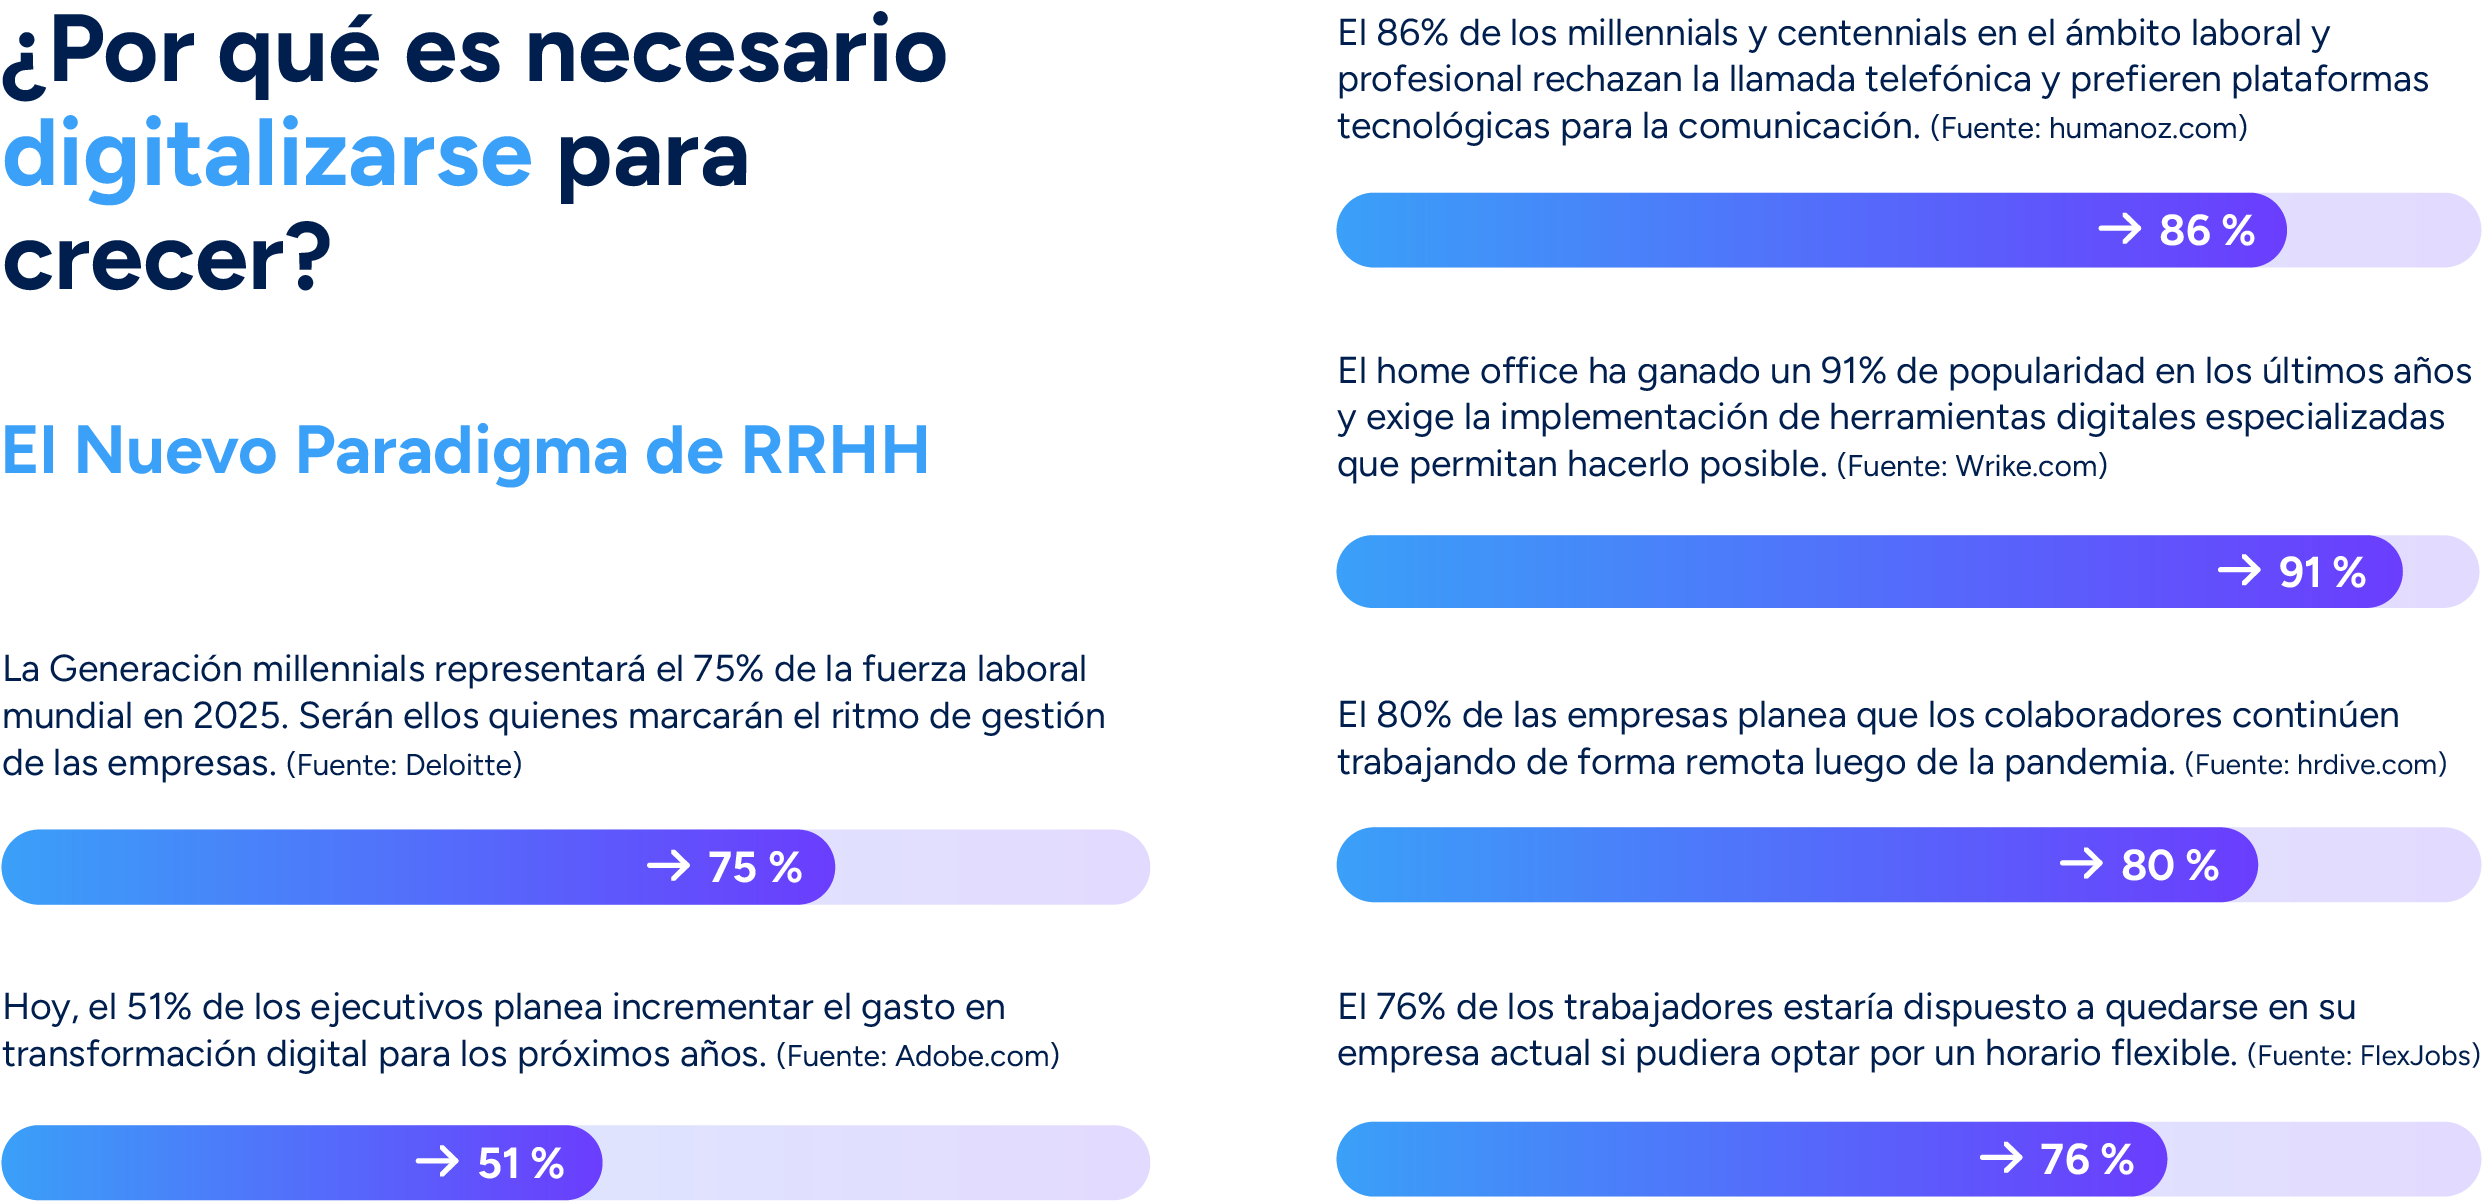 ¿Por qué es necesario
digitalizarse para
crecer?
El Nuevo Paradigma de RRHH
La Generación millennials representará el 75% de la fuerza laboral
mundial en 2025. Serán ellos quienes marcarán el ritmo de gestión
de las empresas. (Fuente: Deloitte)
→ 75 %
Hoy, el 51% de los ejecutivos planea incrementar el gasto en
transformación digital para los próximos años. (Fuente: Adobe.com)
→ 51 %
El 86% de los millennials y centennials en el ámbito laboral y
profesional rechazan la llamada telefónica y prefieren plataformas
tecnológicas para la comunicación. (Fuente: humanoz.com)
→ 86 %
El home office ha ganado un 91% de popularidad en los últimos años
y exige la implementación de herramientas digitales especializadas
que permitan hacerlo posible. (Fuente: Wrike.com)
→ 91 %
El 80% de las empresas planea que los colaboradores continúen
trabajando de forma remota luego de la pandemia. (Fuente: hrdive.com)
→ 80 %
El 76% de los trabajadores estaría dispuesto a quedarse en su
empresa actual si pudiera optar por un horario flexible. (Fuente: FlexJobs)
→ 76 %